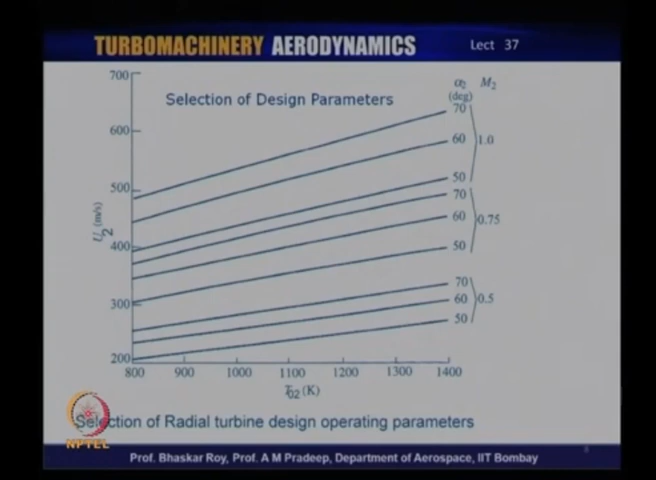 TURBOMACHINERY AERODYNAMICS Lect 37
Selection of Design Parameters
α2 (deg) M2
700
600
500
400
300
200
U2 (m/s)
70
60 1.0
50
70
60 0.75
50
70
60 0.5
50
800 900 1000 1100 1200 1300 1400
T02 (K)
Selection of Radial turbine design operating parameters
NPTEL
Prof. Bhaskar Roy, Prof. A M Pradeep, Department of Aerospace, IIT Bombay